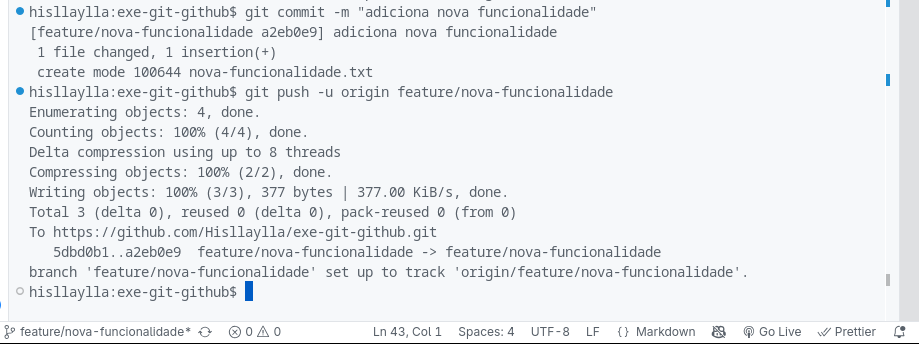 hisllaylla:exe-git-github$ git commit -m "adiciona nova funcionalidade"
[feature/nova-funcionalidade a2eb0e9] adiciona nova funcionalidade
 1 file changed, 1 insertion(+)
 create mode 100644 nova-funcionalidade.txt
hisllaylla:exe-git-github$ git push -u origin feature/nova-funcionalidade
Enumerating objects: 4, done.
Counting objects: 100% (4/4), done.
Delta compression using up to 8 threads
Compressing objects: 100% (2/2), done.
Writing objects: 100% (3/3), 377 bytes | 377.00 KiB/s, done.
Total 3 (delta 0), reused 0 (delta 0), pack-reused 0 (from 0)
To https://github.com/Hisllaylla/exe-git-github.git
   5dbd0b1..a2eb0e9  feature/nova-funcionalidade -> feature/nova-funcionalidade
branch 'feature/nova-funcionalidade' set up to track 'origin/feature/nova-funcionalidade'.
hisllaylla:exe-git-github$
feature/nova-funcionalidade* 0 0 Ln 43, Col 1 Spaces: 4 UTF-8 LF {} Markdown Go Live Prettier